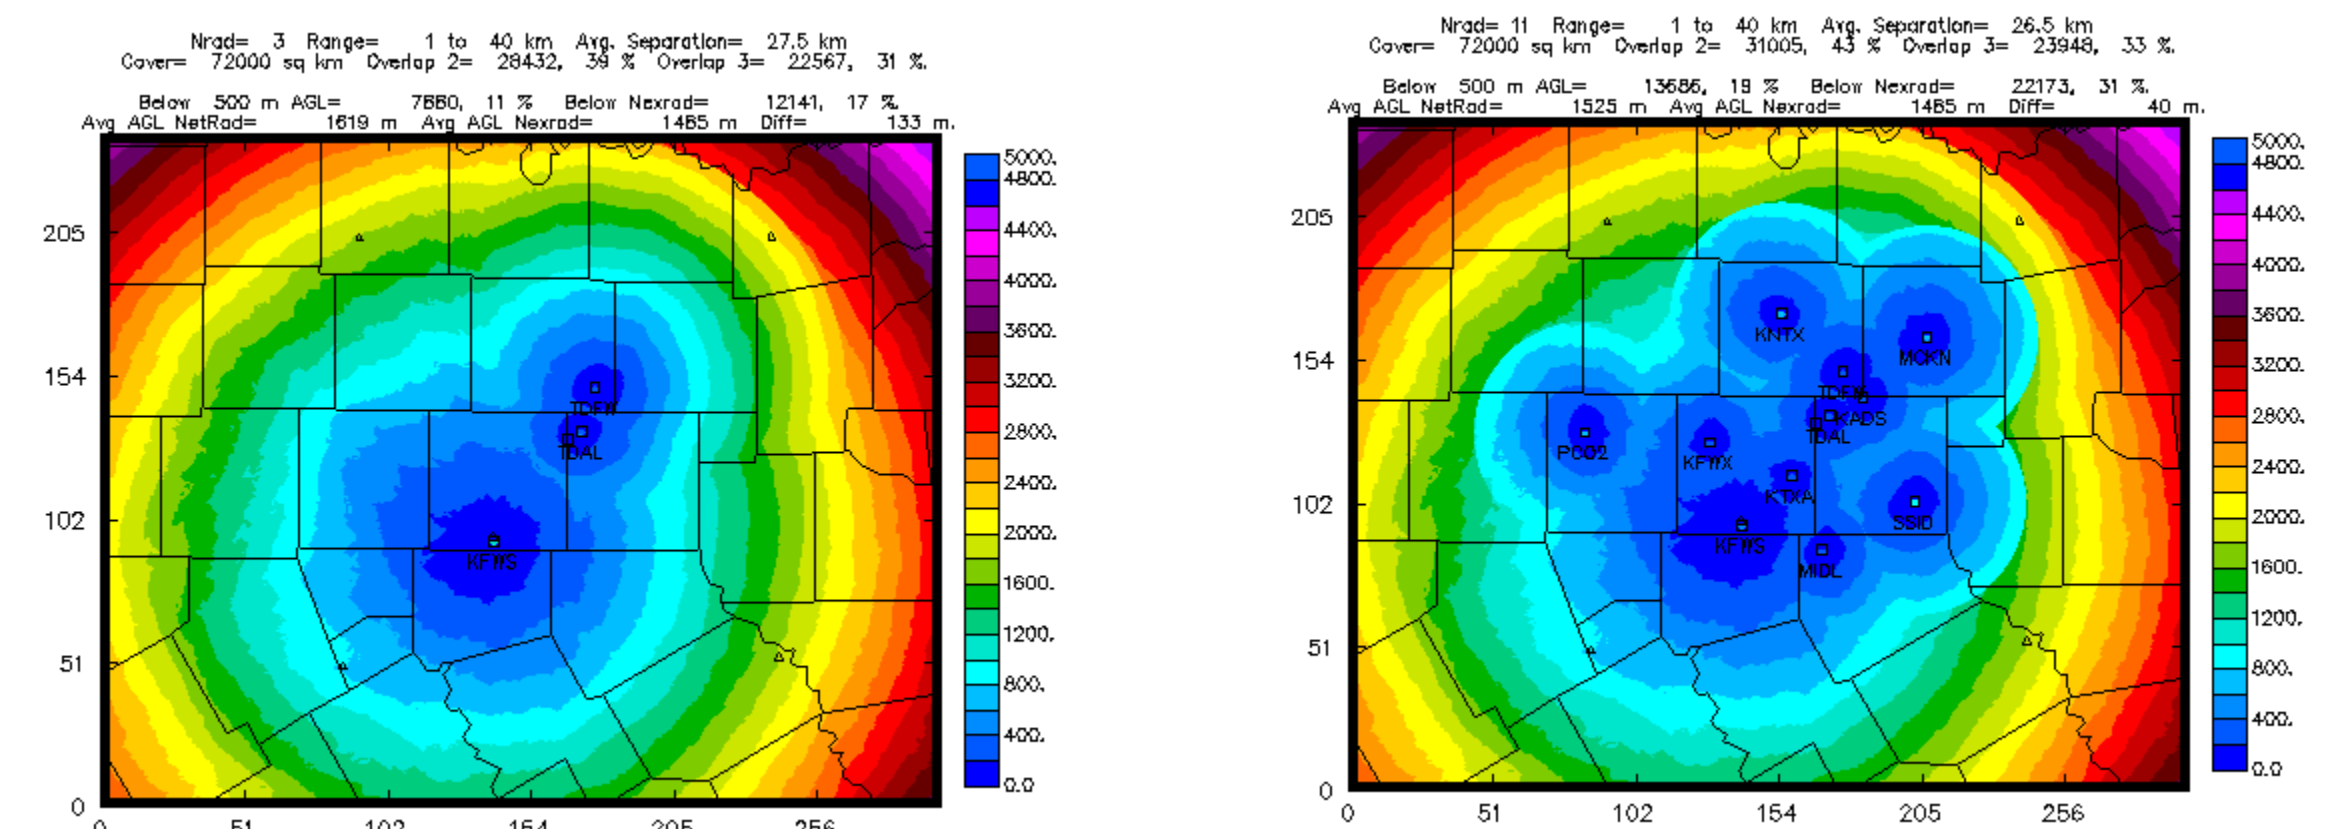 Nrad= 3 Range= 1 to 40 km Avg. Separation= 27.5 km
Cover= 72000 sq km Overlap 2= 28432, 39 % Overlap 3= 22567, 31 %.
Below 500 m AGL= 7660, 11 % Below Nexrad= 12141, 17 %.
Avg AGL NetRad= 1619 m Avg AGL Nexrad= 1485 m Diff= 133 m.
205
154
102
51
0
TDFW
TDAL
KFWS
0 51 102 154 205 256
5000.
4800.
4400.
4000.
3600.
3200.
2800.
2400.
2000.
1600.
1200.
800.
400.
0.0
Nrad= 11 Range= 1 to 40 km Avg. Separation= 26.5 km
Cover= 72000 sq km Overlap 2= 31005, 43 % Overlap 3= 23948, 33 %.
Below 500 m AGL= 13686, 19 % Below Nexrad= 22173, 31 %.
Avg AGL NetRad= 1525 m Avg AGL Nexrad= 1485 m Diff= 40 m.
205
154
102
51
0
KNTX
MCKN
TDFW
KADS
TDAL
PCO2
KFWX
KTXA
SSID
KFWS
MIDL
0 51 102 154 205 256
5000.
4800.
4400.
4000.
3600.
3200.
2800.
2400.
2000.
1600.
1200.
800.
400.
0.0